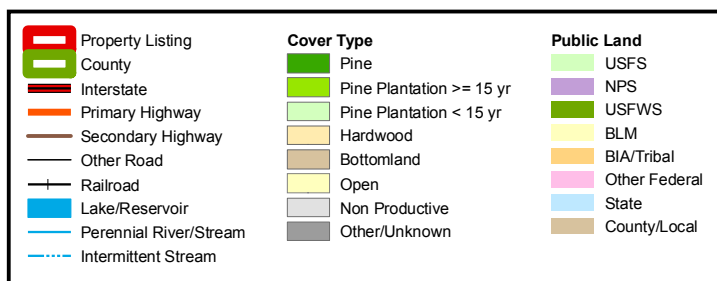 Property Listing
County
Interstate
Primary Highway
Secondary Highway
Other Road
Railroad
Lake/Reservoir
Perennial River/Stream
Intermittent Stream
Cover Type
Pine
Pine Plantation >= 15 yr
Pine Plantation < 15 yr
Hardwood
Bottomland
Open
Non Productive
Other/Unknown
Public Land
USFS
NPS
USFWS
BLM
BIA/Tribal
Other Federal
State
County/Local